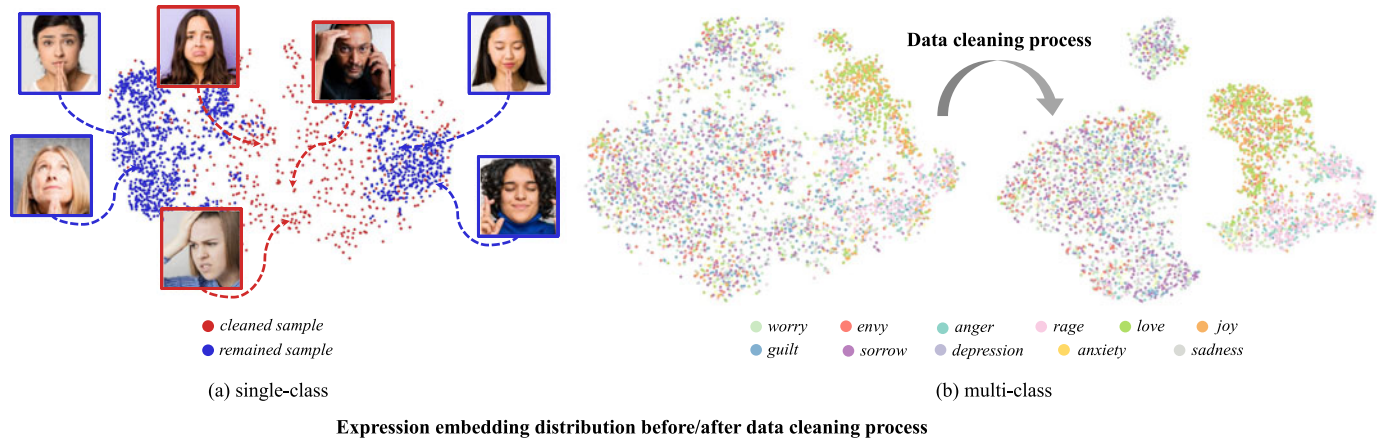 Data cleaning process
cleaned sample
remained sample
(a) single-class
worry envy anger rage love joy
guilt sorrow depression anxiety sadness
(b) multi-class
Expression embedding distribution before/after data cleaning process